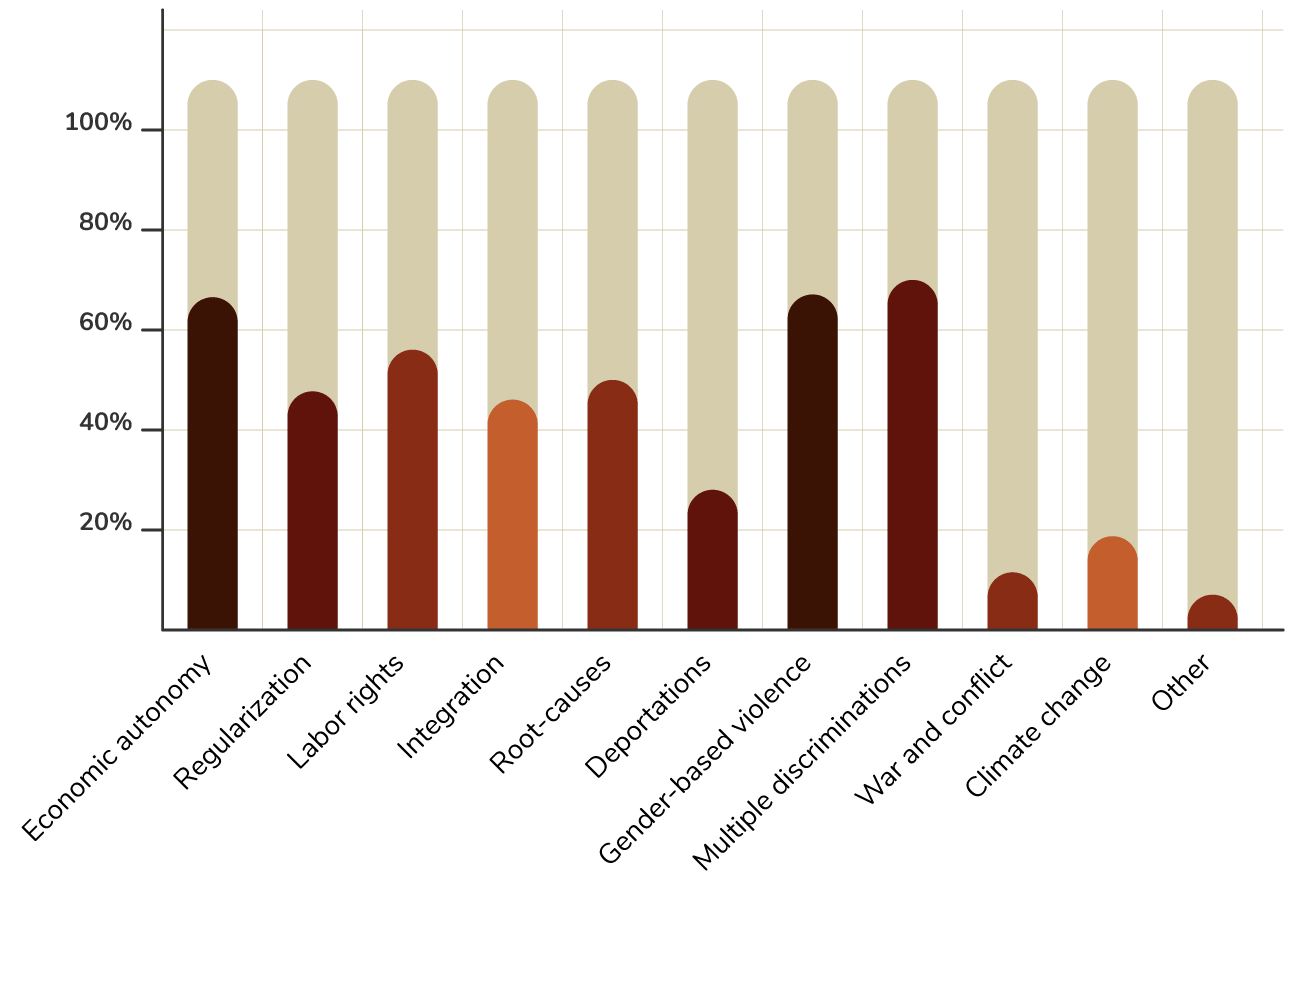 100%
80%
60%
40%
20%
Economic autonomy
Regularization
Labor rights
Integration
Root-causes
Deportations
Gender-based violence
Multiple discriminations
War and conflict
Climate change
Other